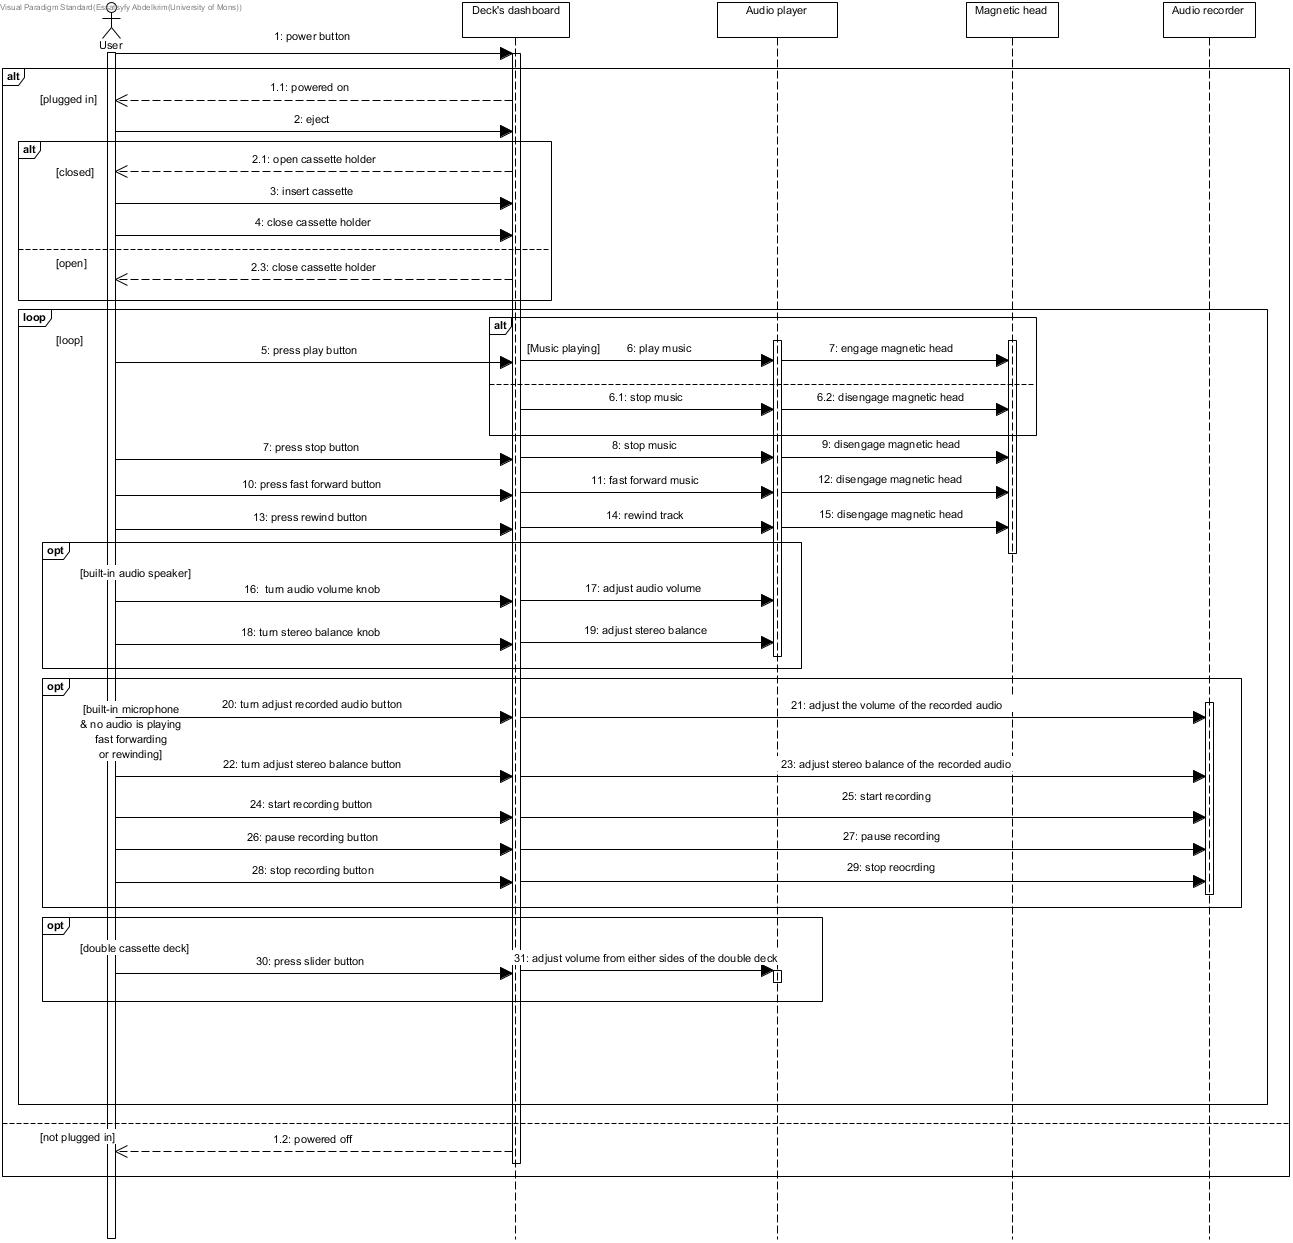 Visual Paradigm Standard(Essarsyfy Abdelkrim(University of Mons))
Deck's dashboard
Audio player
Magnetic head
Audio recorder
User
1: power button
alt
[plugged in]
1.1: powered on
2: eject
alt
[closed]
2.1: open cassette holder
3: insert cassette
4: close cassette holder
[open]
2.3: close cassette holder
loop
[loop]
alt
5: press play button
[Music playing]
6: play music
7: engage magnetic head
6.1: stop music
6.2: disengage magnetic head
7: press stop button
8: stop music
9: disengage magnetic head
10: press fast forward button
11: fast forward music
12: disengage magnetic head
13: press rewind button
14: rewind track
15: disengage magnetic head
opt
[built-in audio speaker]
16:  turn audio volume knob
17: adjust audio volume
18: turn stereo balance knob
19: adjust stereo balance
opt
[built-in microphone
& no audio is playing
fast forwarding
or rewinding]
20: turn adjust recorded audio button
21: adjust the volume of the recorded audio
22: turn adjust stereo balance button
23: adjust stereo balance of the recorded audio
24: start recording button
25: start recording
26: pause recording button
27: pause recording
28: stop recording button
29: stop reocrding
opt
[double cassette deck]
30: press slider button
31: adjust volume from either sides of the double deck
[not plugged in]
1.2: powered off